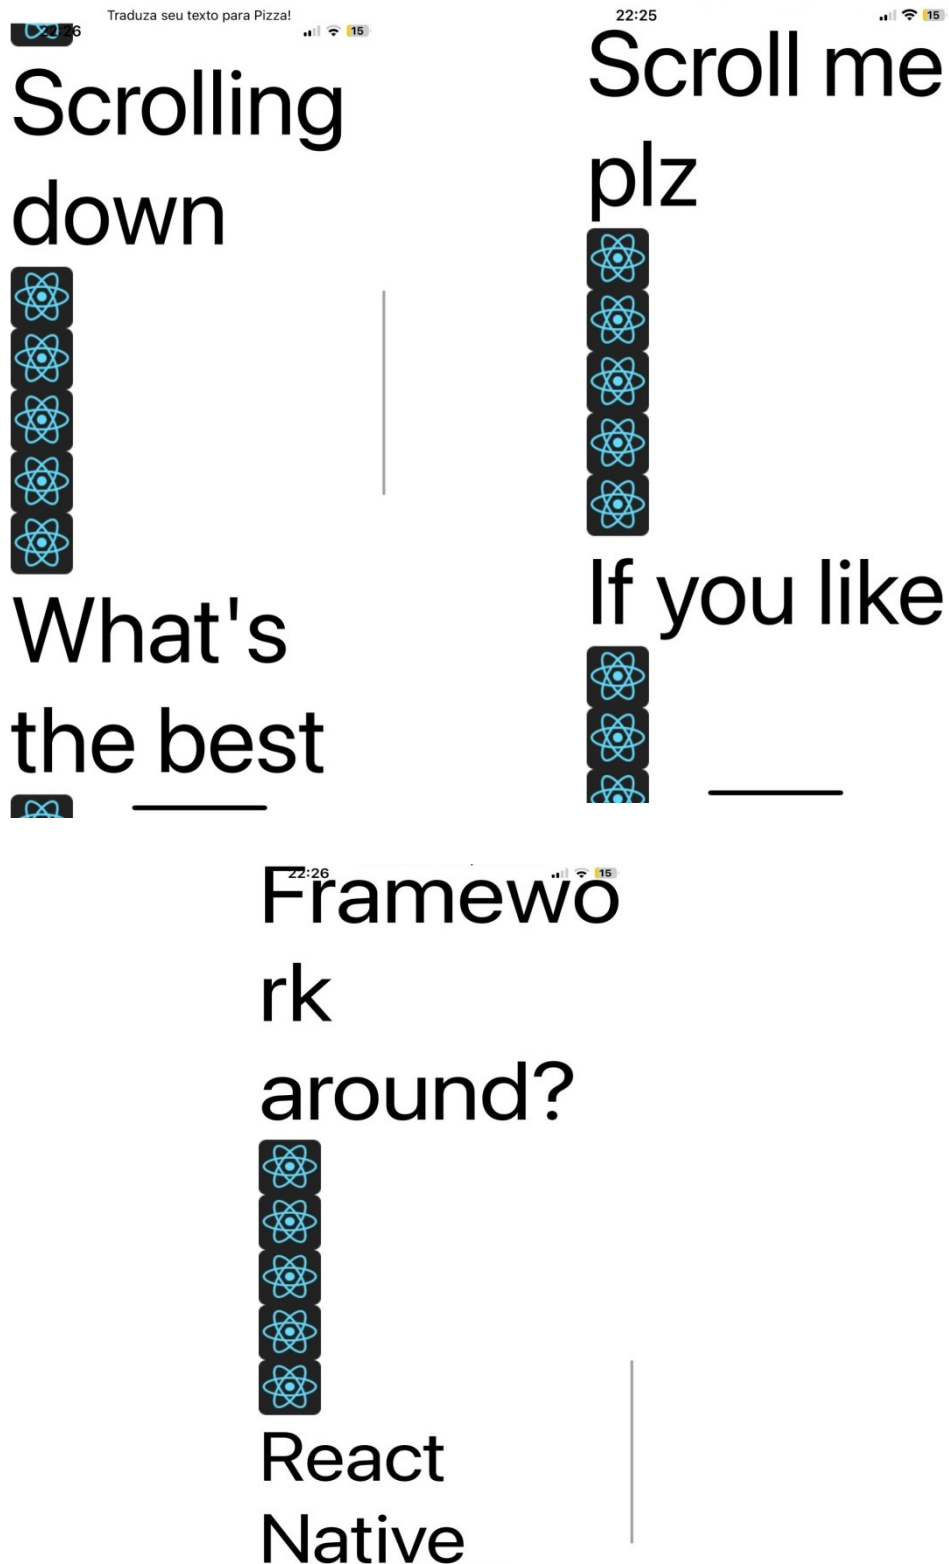 Traduza seu texto para Pizza!
22:26
15
Scrolling
down
What's
the best
22:25
15
Scroll me
plz
If you like
22:26
15
Framewo
rk
around?
React
Native